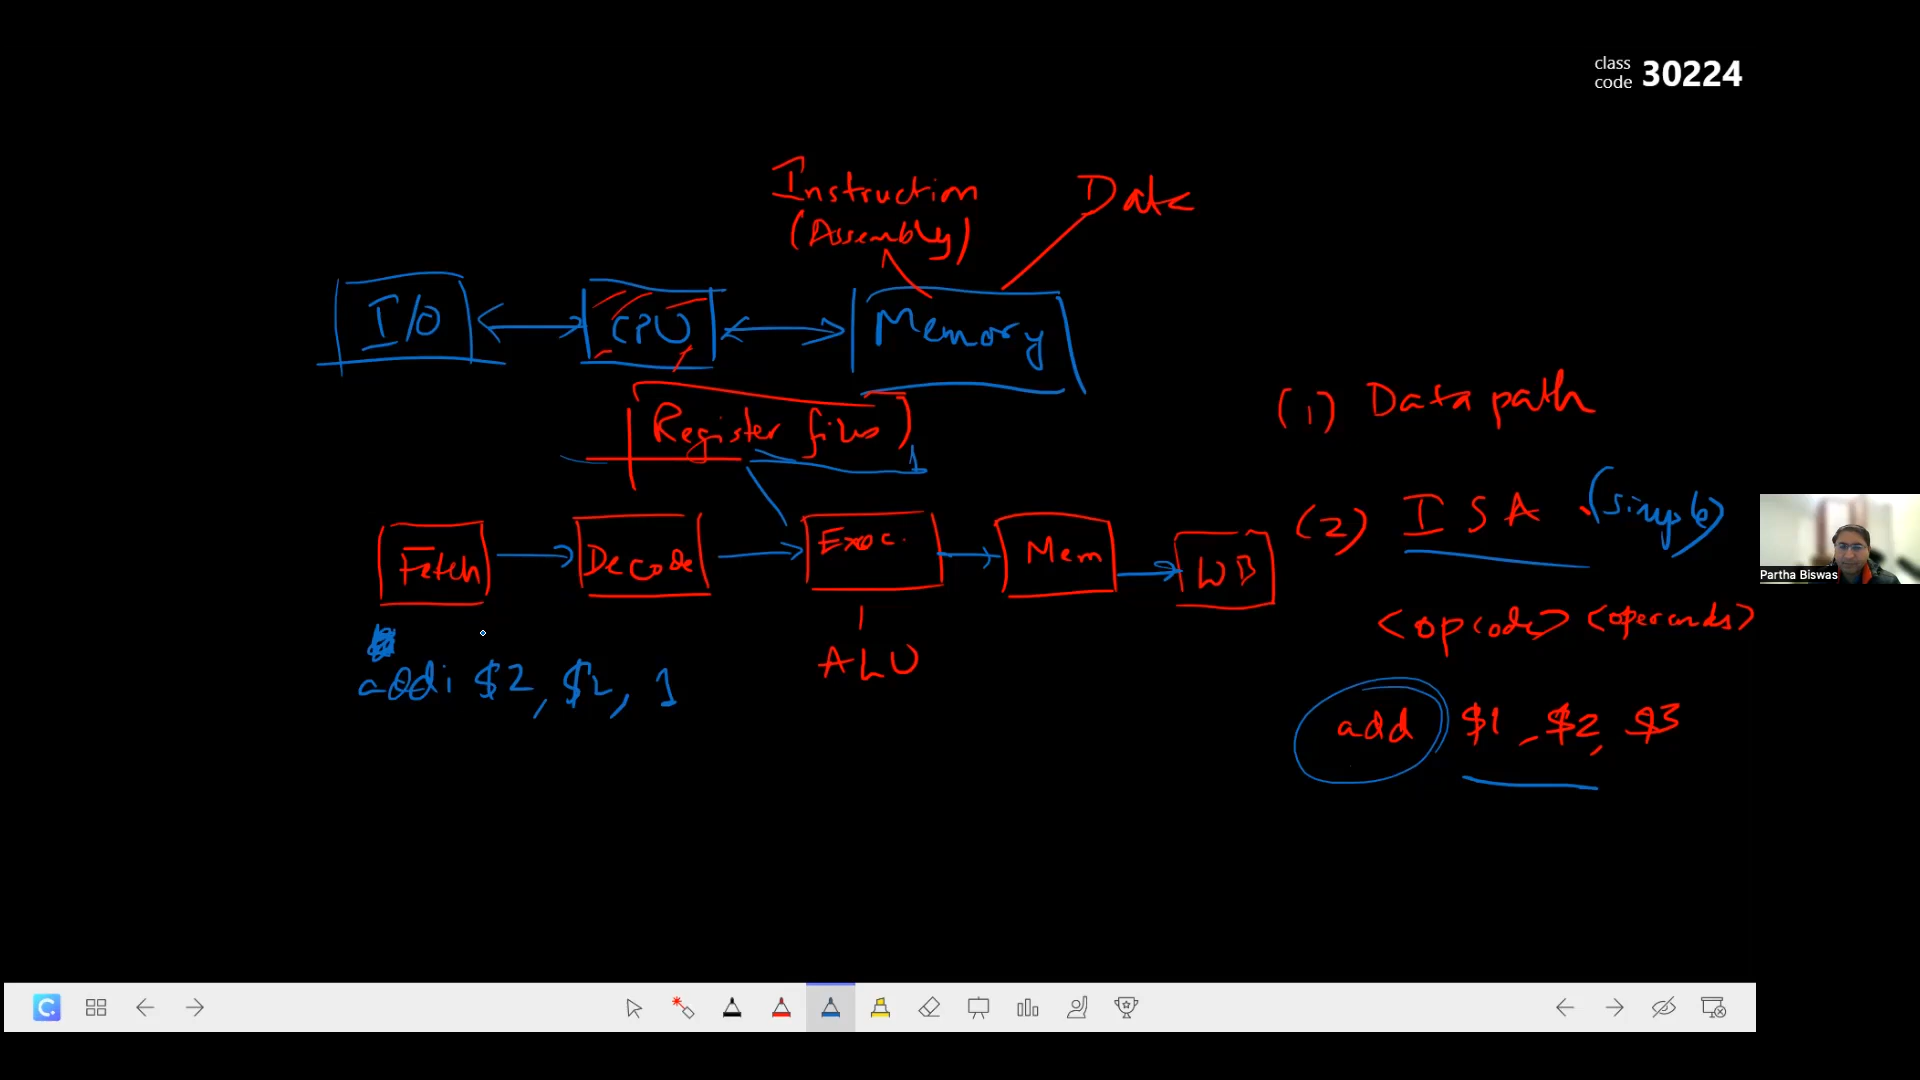 class
code 30224
Instruction
(Assembly)
Data
I/O
CPU
Memory
Register files
(1) Data path
(2) ISA (simple)
Fetch
Decode
Exec.
Mem
WB
ALU
<opcode> <operands>
addi $2, $2, 1
add $1, $2, $3
Partha Biswas